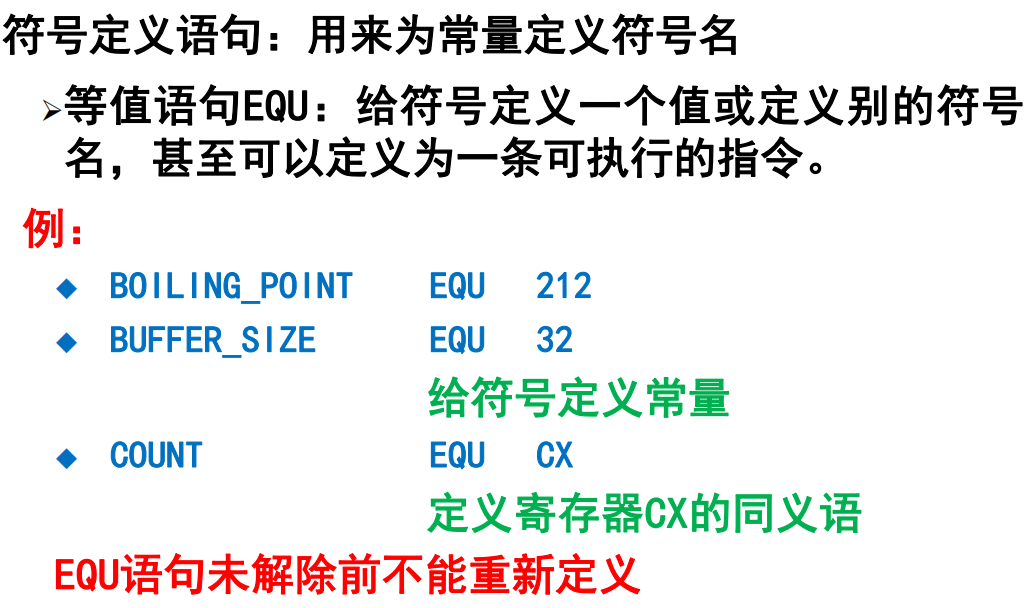 符号定义语句：用来为常量定义符号名
➢等值语句EQU：给符号定义一个值或定义别的符号
名，甚至可以定义为一条可执行的指令。
例：
◆ BOILING_POINT EQU 212
◆ BUFFER_SIZE EQU 32
给符号定义常量
◆ COUNT EQU CX
定义寄存器CX的同义语
EQU语句未解除前不能重新定义